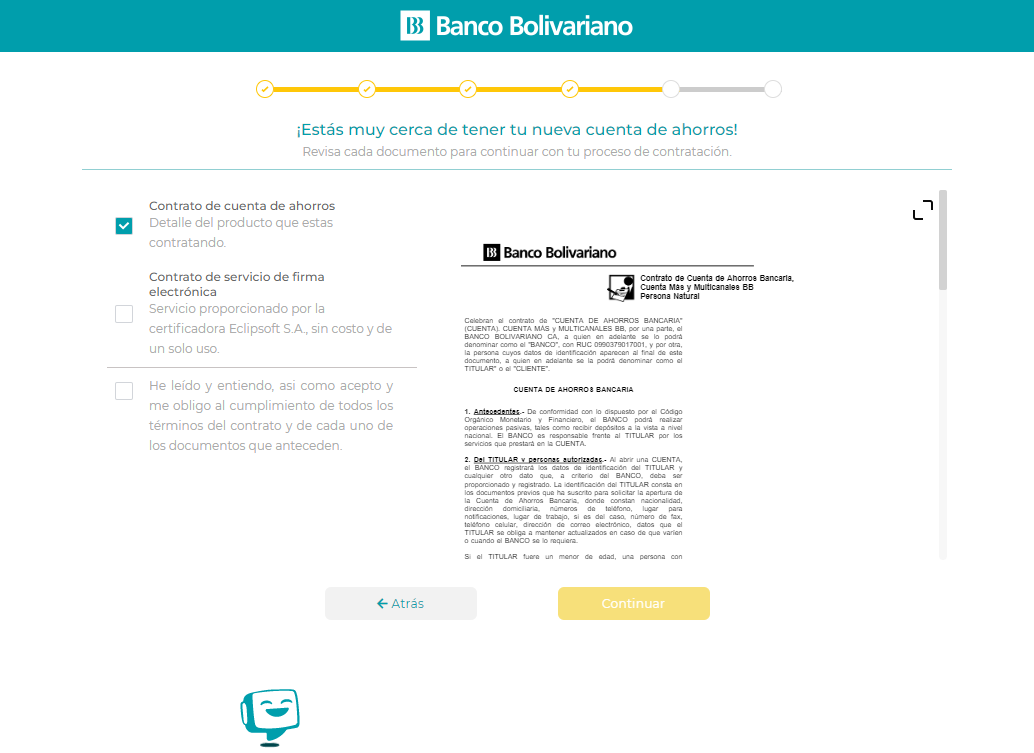 Banco Bolivariano
¡Estás muy cerca de tener tu nueva cuenta de ahorros!
Revisa cada documento para continuar con tu proceso de contratación.
Contrato de cuenta de ahorros
Detalle del producto que estas
contratando.
Contrato de servicio de firma
electrónica
Servicio proporcionado por la
certificadora Eclipsoft S.A., sin costo y de
un solo uso.
He leído y entiendo, asi como acepto y
me obligo al cumplimiento de todos los
términos del contrato y de cada uno de
los documentos que anteceden.
Banco Bolivariano
Contrato de Cuenta de Ahorros Bancaria,
Cuenta Más y Multicanales BB
Persona Natural
Celebran el contrato de "CUENTA DE AHORROS BANCARIA"
(CUENTA). CUENTA MÁS y MULTICANALES BB, por una parte, el
BANCO BOLIVARIANO CA, a quien en adelante se lo podrá
denominar como el "BANCO", con RUC 0990379017001, y por otra,
la persona cuyos datos de identificación aparecen al final de este
documento, a quien en adelante se la podrá denominar como el
TITULAR" o el "CLIENTE".
CUENTA DE AHORROS BANCARIA
1. Antecedentes.- De conformidad con lo dispuesto por el Código
Orgánico Monetario y Financiero, el BANCO podrá realizar
operaciones pasivas, tales como recibir depósitos a la vista a nivel
nacional. El BANCO es responsable frente al TITULAR por los
servicios que prestará en la CUENTA.
2. Del TITULAR y personas autorizadas.- Al abrir una CUENTA,
el BANCO registrará los datos de identificación del TITULAR y
cualquier otro dato que, a criterio del BANCO, deba ser
proporcionado y registrado. La identificación del TITULAR consta en
los documentos previos que ha suscrito para solicitar la apertura de
la Cuenta de Ahorros Bancaria, donde constan nacionalidad,
dirección domiciliaria, números de teléfono, lugar para
notificaciones, lugar de trabajo, si es del caso, número de fax,
teléfono celular, dirección de correo electrónico, datos que el
TITULAR se obliga a mantener actualizados en caso de que varíen
o cuando el BANCO se lo requiera.
Si el TITULAR fuere un menor de edad, una persona con
Atrás
Continuar